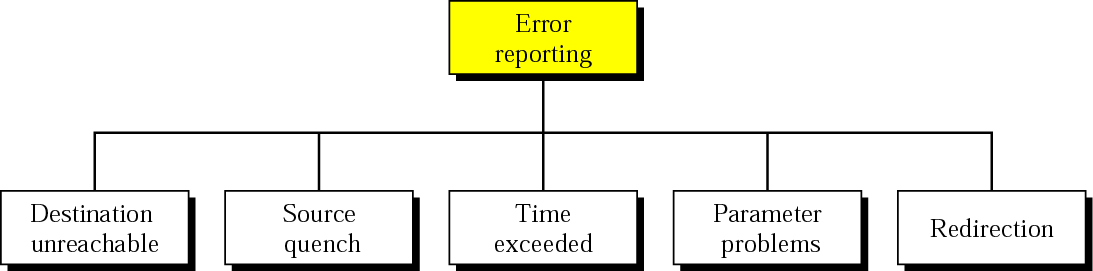 Error
reporting
Destination
unreachable
Source
quench
Time
exceeded
Parameter
problems
Redirection